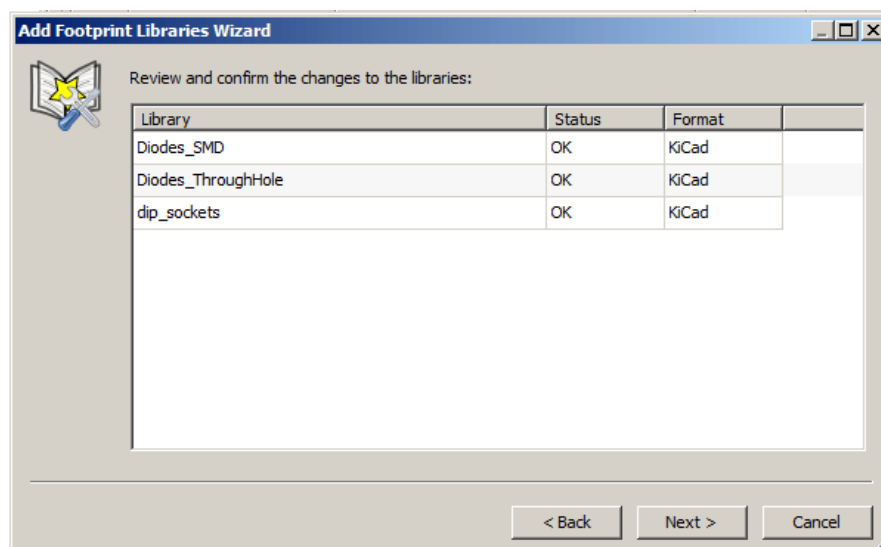 Add Footprint Libraries Wizard
Review and confirm the changes to the libraries:
Library Status Format
Diodes_SMD OK KiCad
Diodes_ThroughHole OK KiCad
dip_sockets OK KiCad
< Back Next > Cancel